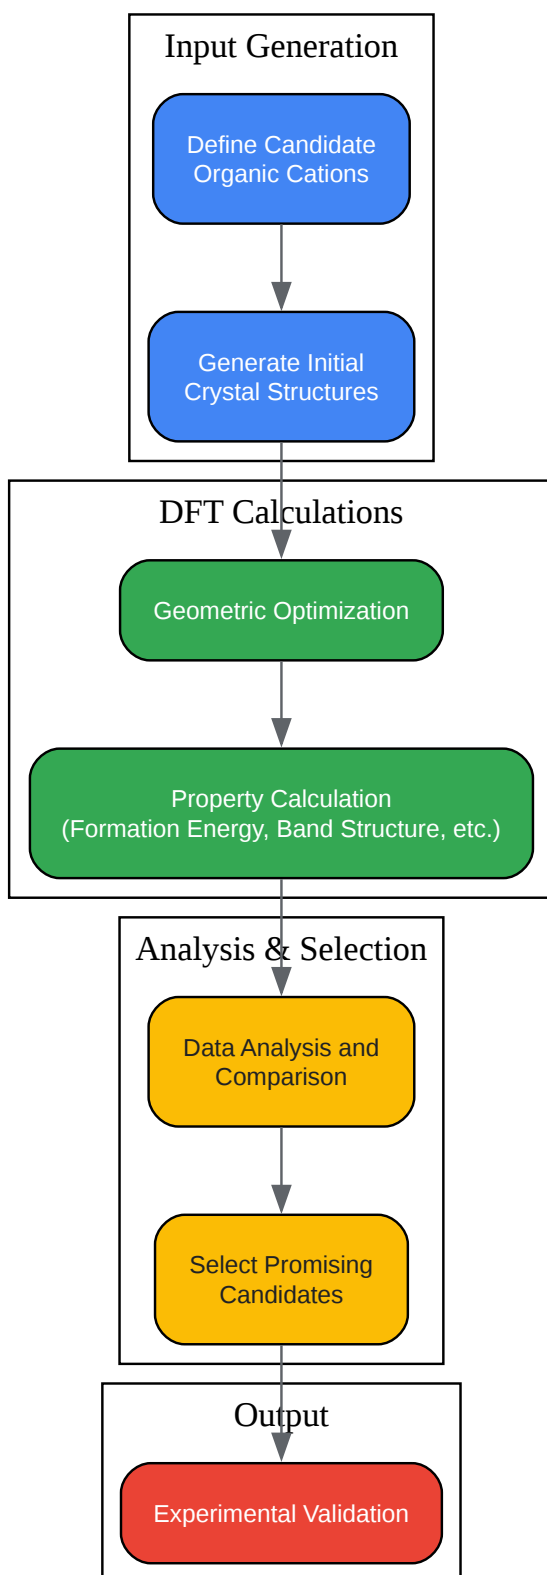 Input Generation
Define Candidate
Organic Cations
Generate Initial
Crystal Structures
DFT Calculations
Geometric Optimization
Property Calculation
(Formation Energy, Band Structure, etc.)
Analysis & Selection
Data Analysis and
Comparison
Select Promising
Candidates
Output
Experimental Validation